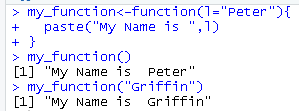 > my_function<-function(l="Peter"){
+   paste("My Name is ",l)
+ }
> my_function()
[1] "My Name is  Peter"
> my_function("Griffin")
[1] "My Name is  Griffin"